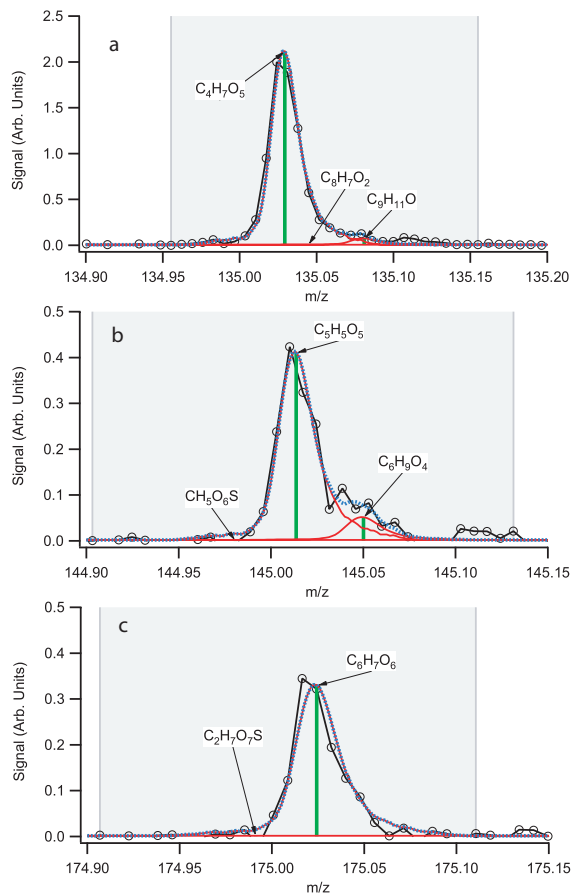 a
2.5
2.0
1.5
1.0
0.5
0.0
Signal (Arb. Units)
C4H7O5
C8H7O2
C9H11O
134.90 134.95 135.00 135.05 135.10 135.15 135.20
m/z
b
0.5
0.4
0.3
0.2
0.1
0.0
Signal (Arb. Units)
C5H5O5
C6H9O4
CH5O6S
144.90 144.95 145.00 145.05 145.10 145.15
m/z
c
0.5
0.4
0.3
0.2
0.1
0.0
Signal (Arb. Units)
C6H7O6
C2H7O7S
174.90 174.95 175.00 175.05 175.10 175.15
m/z